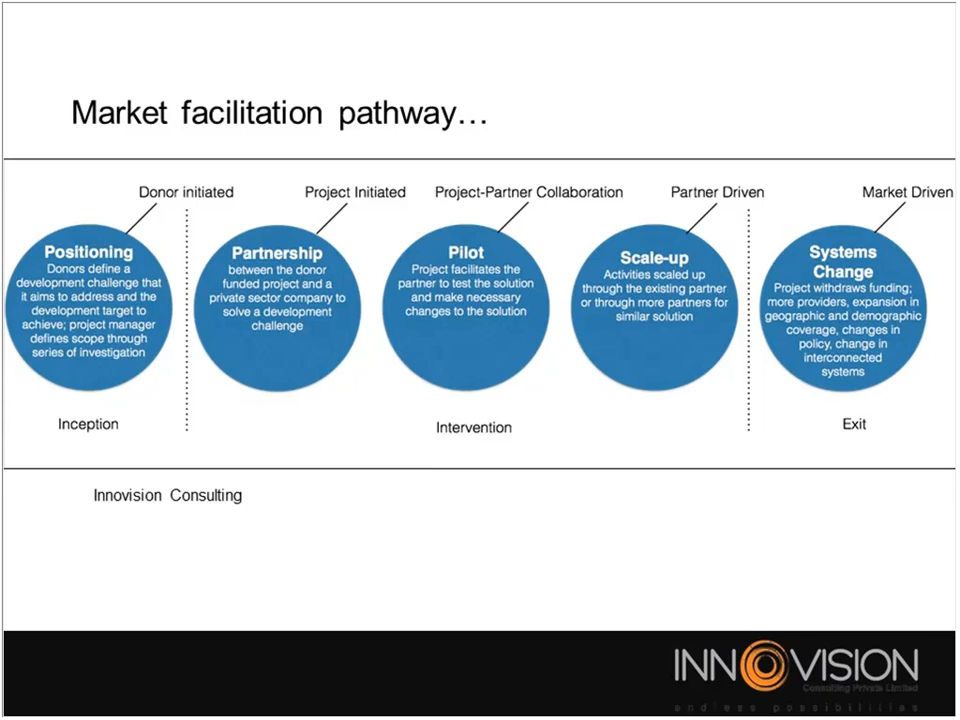 Market facilitation pathway...
Donor initiated
Project Initiated
Project-Partner Collaboration
Partner Driven
Market Driven
Positioning
Donors define a
development challenge that
it aims to address and the
development target to
achieve; project manager
defines scope through
series of investigation
Partnership
between the donor
funded project and a
private sector company to
solve a development
challenge
Pilot
Project facilitates the
partner to test the solution
and make necessary
changes to the solution
Scale-up
Activities scaled up
through the existing partner
or through more partners for
similar solution
Systems
Change
Project withdraws funding;
more providers, expansion in
geographic and demographic
coverage, changes in
policy, change in
interconnected
systems
Inception
Intervention
Exit
Innovision Consulting
INNOVISION
Consulting Private Limited
endless possibilities